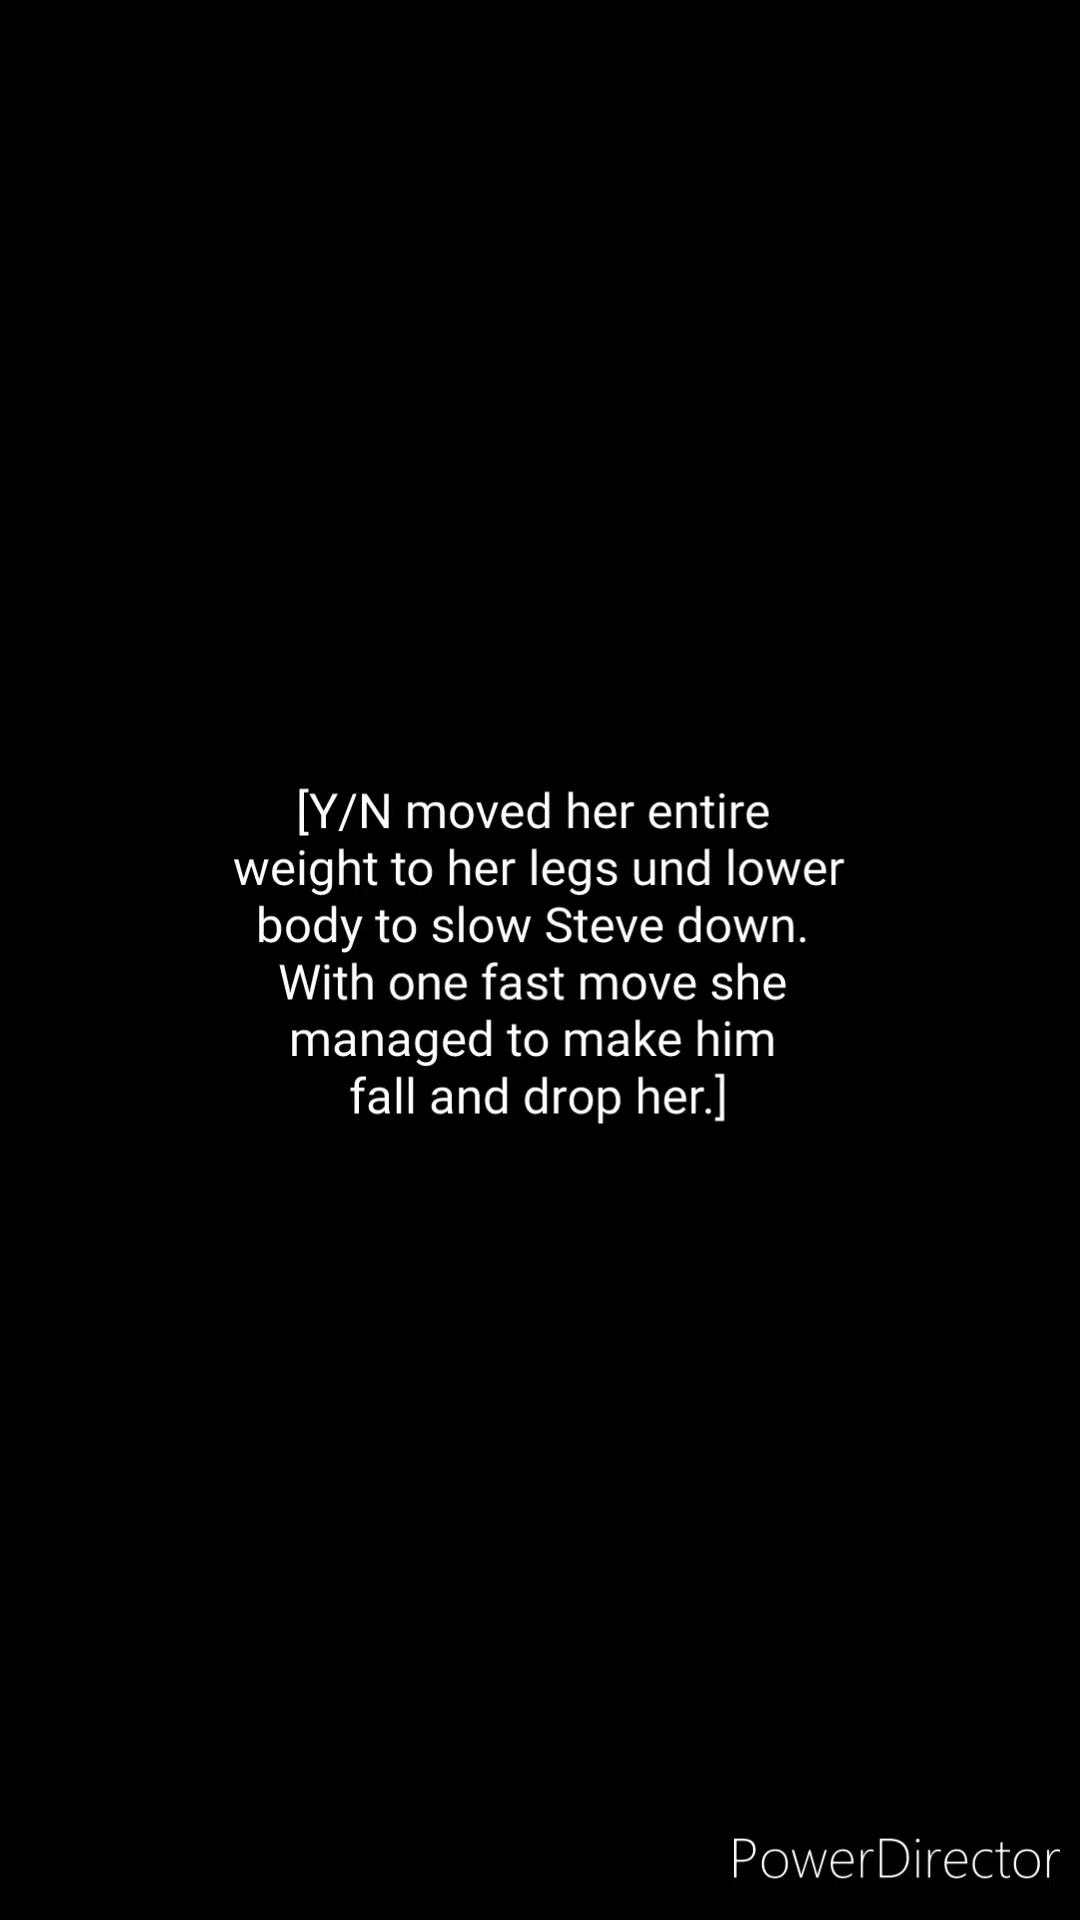 [Y/N moved her entire
weight to her legs und lower
body to slow Steve down.
With one fast move she
managed to make him
fall and drop her.]
PowerDirector